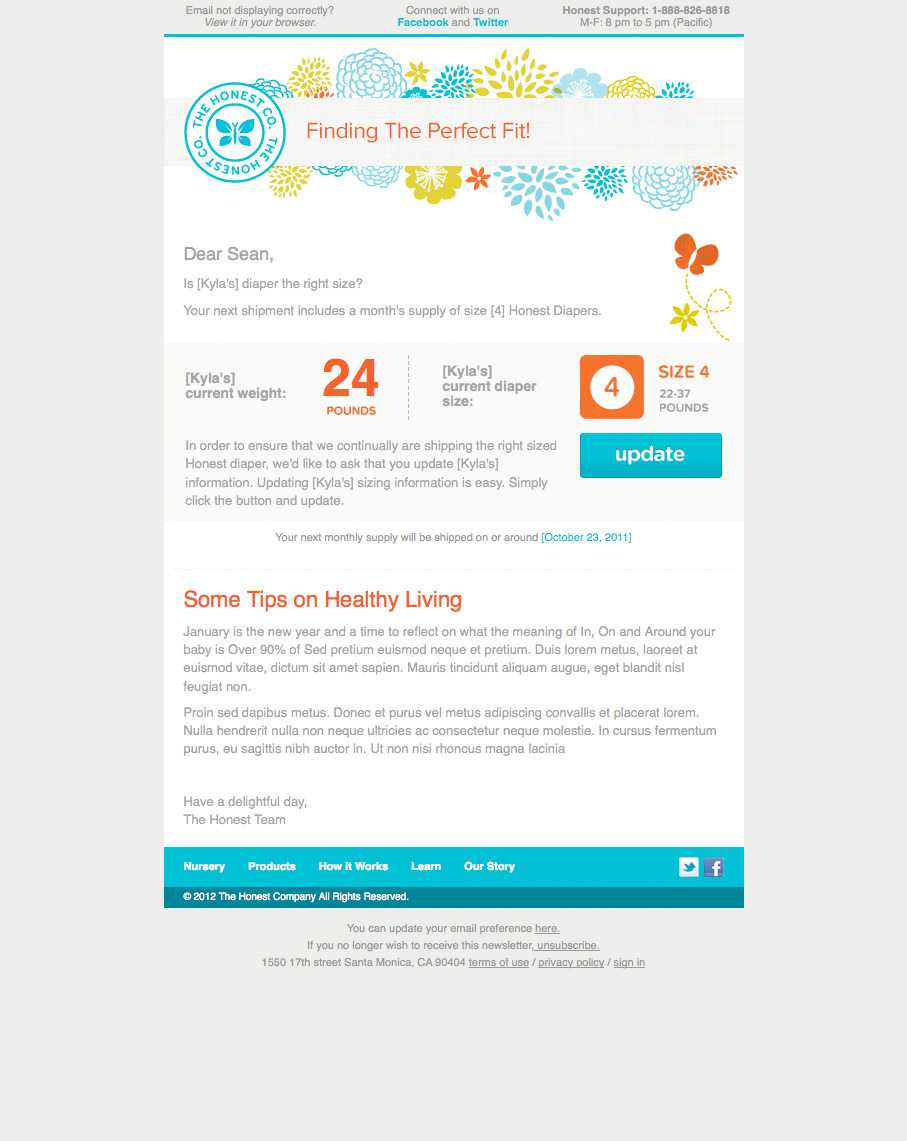 Email not displaying correctly?
View it in your browser.
Connect with us on
Facebook and Twitter
Honest Support: 1-888-826-8818
M-F: 8 pm to 5 pm (Pacific)
THE HONEST CO. THE HONEST CO.
Finding The Perfect Fit!
Dear Sean,
Is [Kyla's] diaper the right size?
Your next shipment includes a month's supply of size [4] Honest Diapers.
[Kyla's]
current weight:
24
POUNDS
[Kyla's]
current diaper
size:
4
SIZE 4
22-37
POUNDS
In order to ensure that we continually are shipping the right sized
Honest diaper, we'd like to ask that you update [Kyla's]
information. Updating [Kyla's] sizing information is easy. Simply
click the button and update.
update
Your next monthly supply will be shipped on or around [October 23, 2011]
Some Tips on Healthy Living
January is the new year and a time to reflect on what the meaning of In, On and Around your
baby is Over 90% of Sed pretium euismod neque et pretium. Duis lorem metus, laoreet at
euismod vitae, dictum sit amet sapien. Mauris tincidunt aliquam augue, eget blandit nisl
feugiat non.
Proin sed dapibus metus. Donec et purus vel metus adipiscing convallis et placerat lorem.
Nulla hendrerit nulla non neque ultricies ac consectetur neque molestie. In cursus fermentum
purus, eu sagittis nibh auctor in. Ut non nisi rhoncus magna lacinia
Have a delightful day,
The Honest Team
Nursery Products How It Works Learn Our Story
© 2012 The Honest Company All Rights Reserved.
You can update your email preference here.
If you no longer wish to receive this newsletter, unsubscribe.
1550 17th street Santa Monica, CA 90404 terms of use / privacy policy / sign in